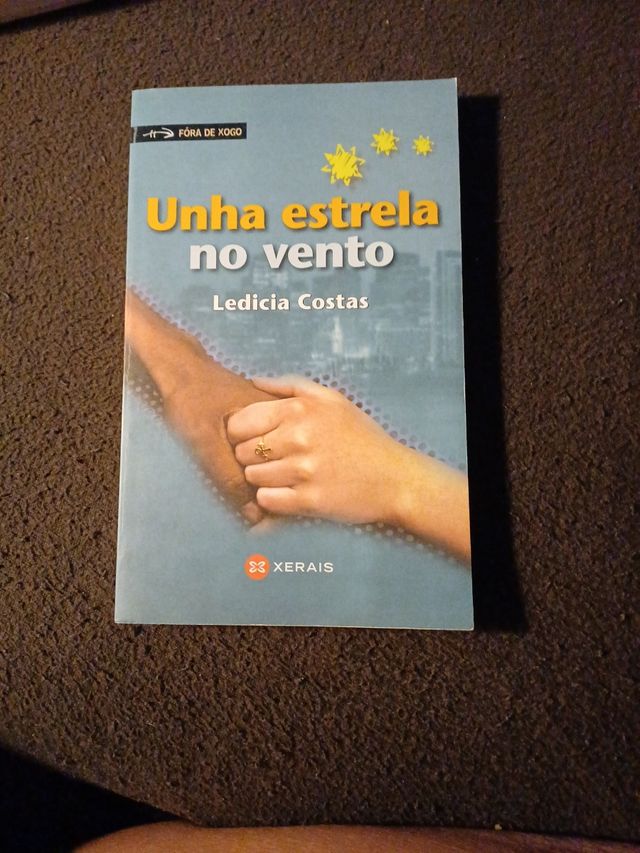 FÓRA DE XOGO
Unha estrela
no vento
Ledicia Costas
XERAIS